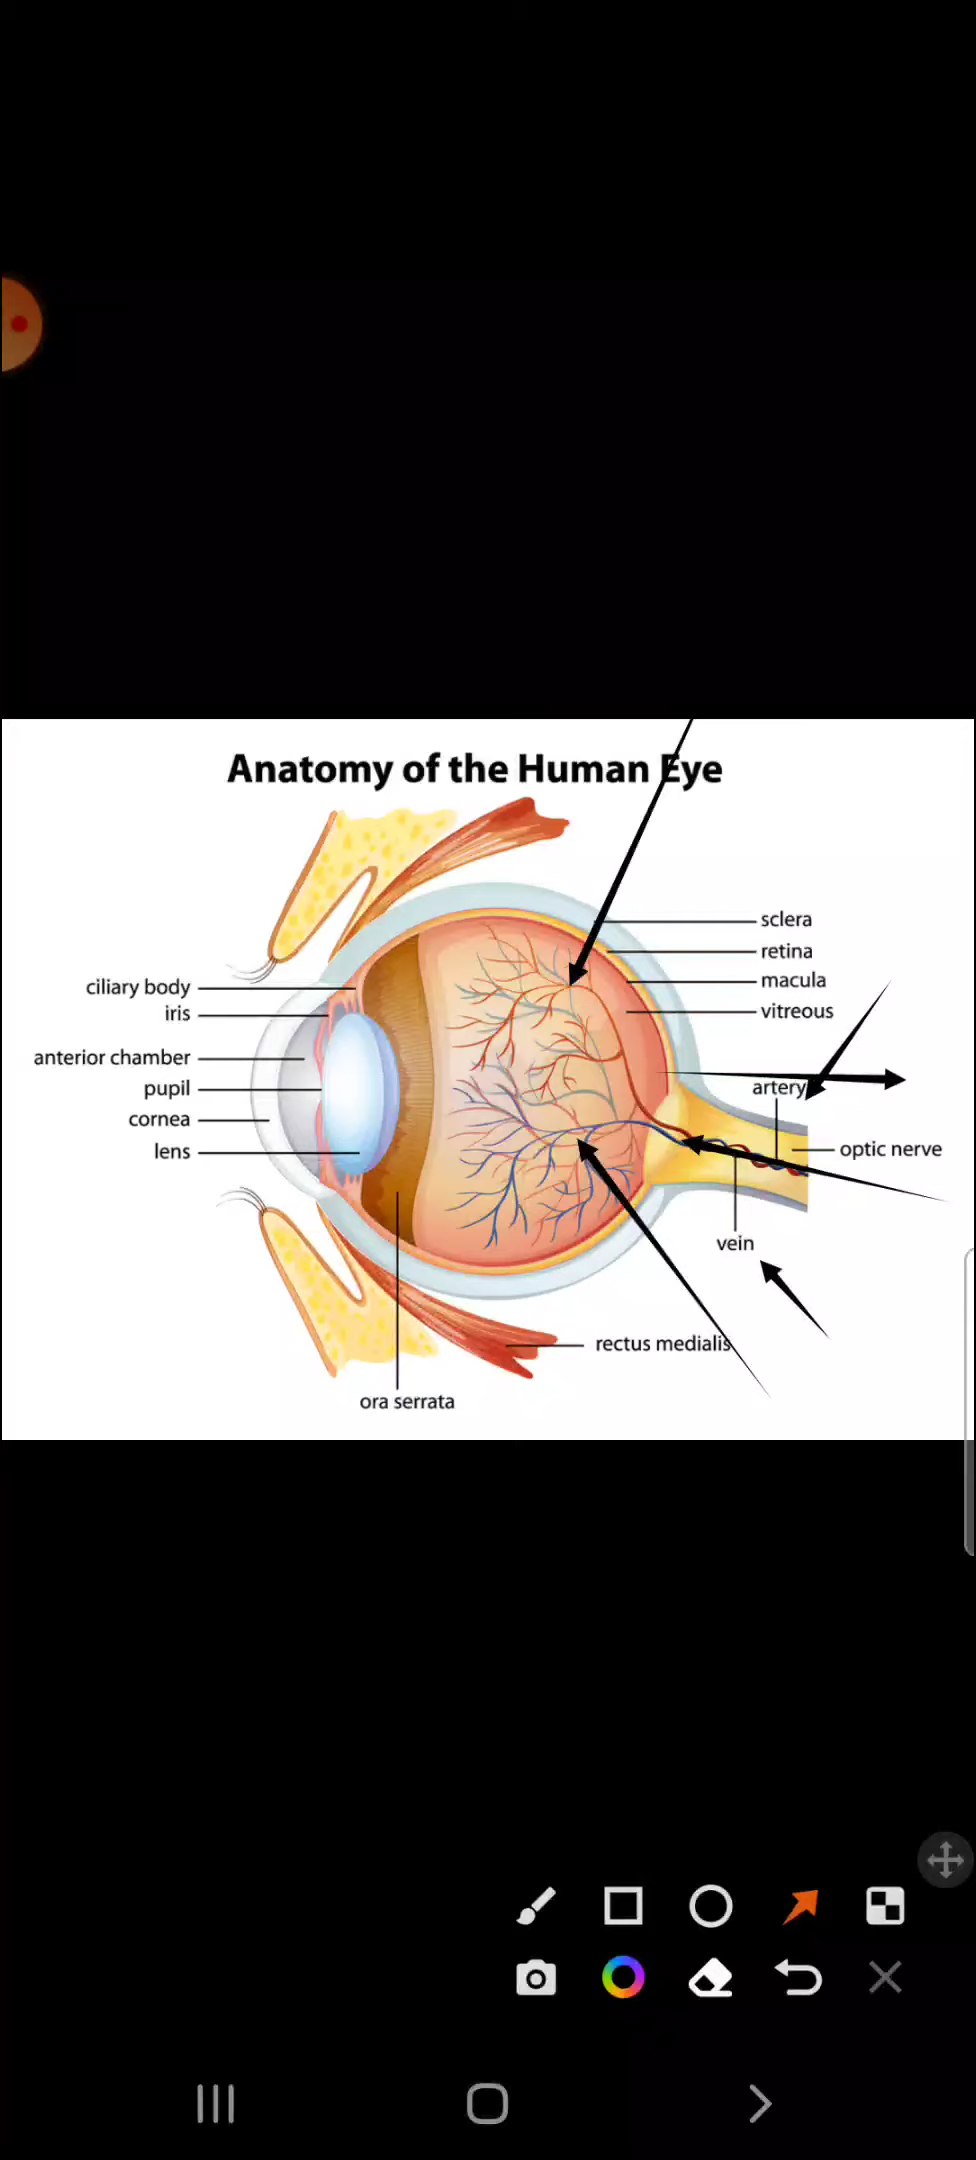 Anatomy of the Human Eye
sclera
retina
macula
vitreous
ciliary body
iris
anterior chamber
pupil
cornea
lens
artery
optic nerve
vein
rectus medialis
ora serrata